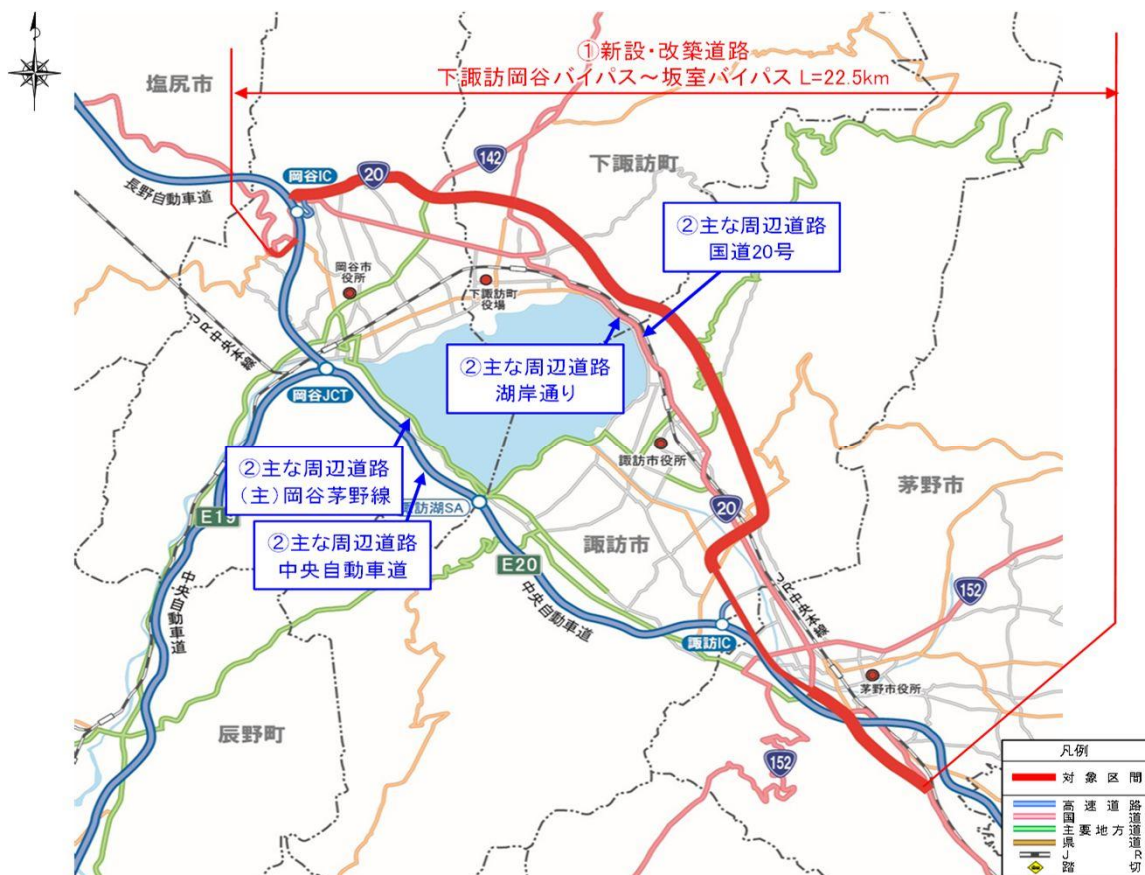 ①新設・改築道路
下諏訪岡谷バイパス～坂室バイパス L=22.5km
塩尻市
142
下諏訪町
岡谷IC
20
長野自動車道
②主な周辺道路
国道20号
岡谷市
役所
下諏訪町
役場
JR中央本線
②主な周辺道路
湖岸通り
岡谷JCT
諏訪市役所
②主な周辺道路
(主)岡谷茅野線
茅野市
20
訪湖SA
E19
諏訪市
②主な周辺道路
中央自動車道
E20
152
中央自動車道
中央自動車道
JR中央本線
諏訪IC
茅野市役所
辰野町
152
凡例
対象区間
高速道路
国道
主要地方道
県道
JR
踏切